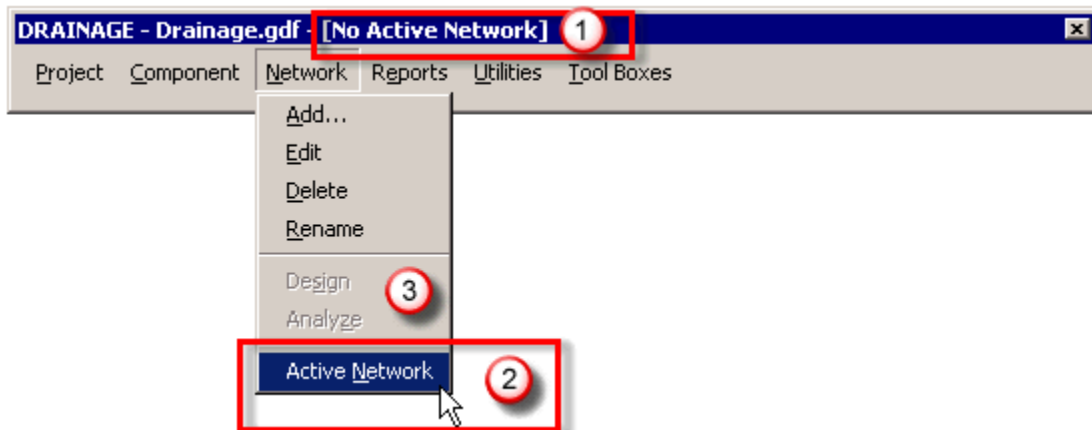 DRAINAGE - Drainage.gdf - [No Active Network] 1
Project Component Network Reports Utilities Tool Boxes
Add...
Edit
Delete
Rename
Design
3
Analyze
Active Network 2